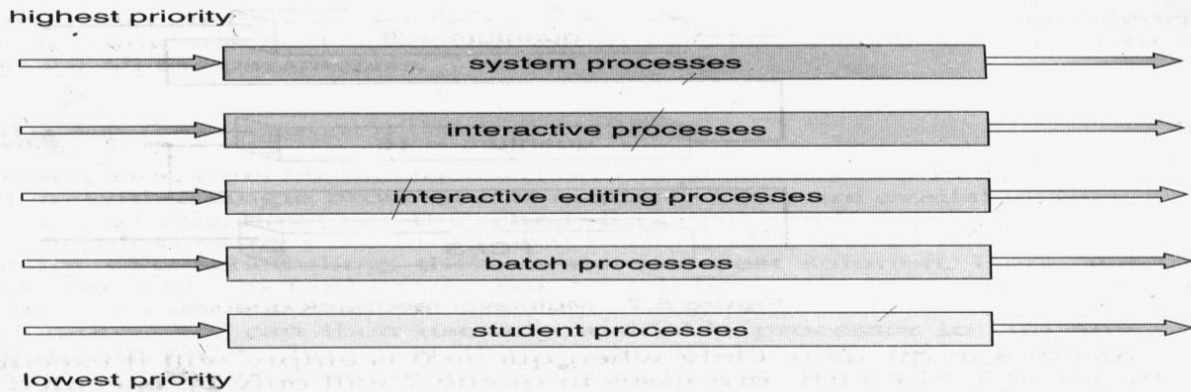 highest priority
system processes
interactive processes
interactive editing processes
batch processes
student processes
lowest priority